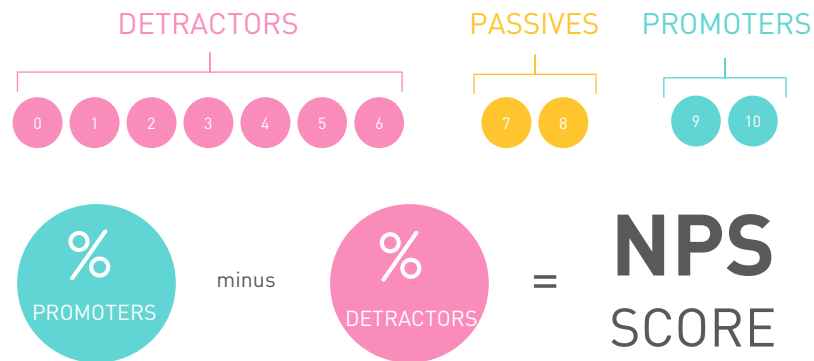 DETRACTORS PASSIVES PROMOTERS
0 1 2 3 4 5 6 7 8 9 10
% % NPS
PROMOTERS minus DETRACTORS = SCORE